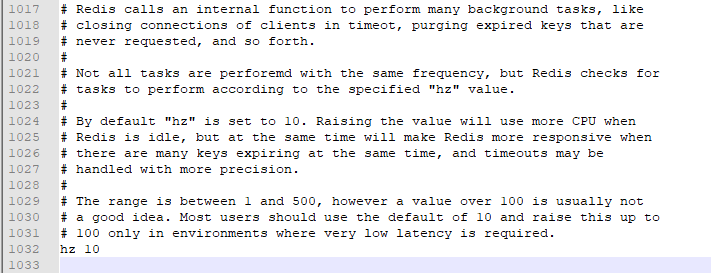 1017 # Redis calls an internal function to perform many background tasks, like
1018 # closing connections of clients in timeot, purging expired keys that are
1019 # never requested, and so forth.
1020 #
1021 # Not all tasks are perforemd with the same frequency, but Redis checks for
1022 # tasks to perform according to the specified "hz" value.
1023 #
1024 # By default "hz" is set to 10. Raising the value will use more CPU when
1025 # Redis is idle, but at the same time will make Redis more responsive when
1026 # there are many keys expiring at the same time, and timeouts may be
1027 # handled with more precision.
1028 #
1029 # The range is between 1 and 500, however a value over 100 is usually not
1030 # a good idea. Most users should use the default of 10 and raise this up to
1031 # 100 only in environments where very low latency is required.
1032 hz 10
1033